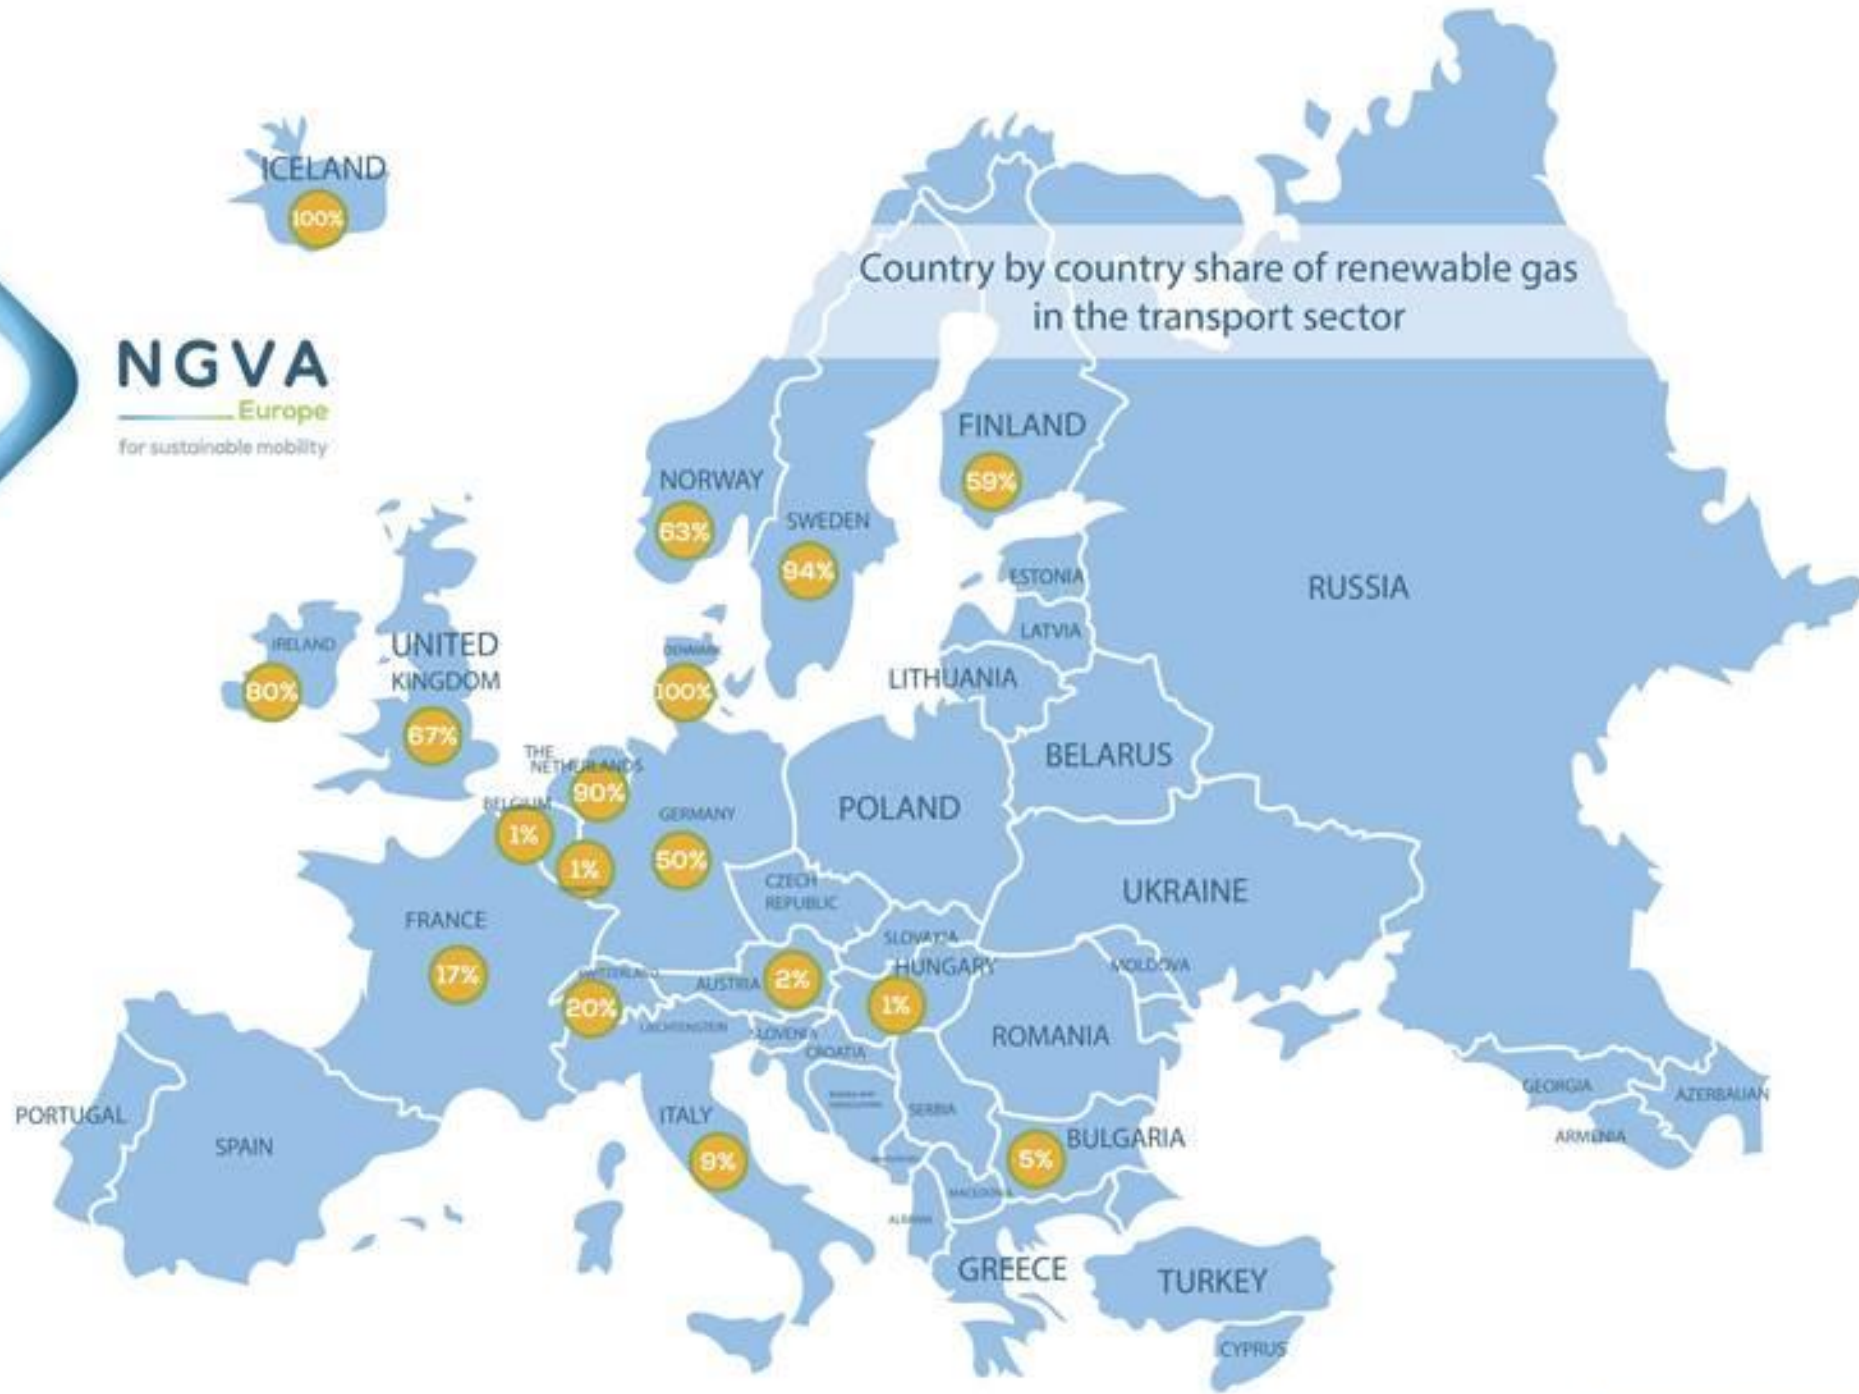 ICELAND
100%
Country by country share of renewable gas
in the transport sector
NGVA
Europe
for sustainable mobility
FINLAND
59%
NORWAY
63%
SWEDEN
94%
ESTONIA
RUSSIA
LATVIA
IRELAND
80%
UNITED
KINGDOM
67%
DENMARK
100%
LITHUANIA
BELARUS
THE
NETHURLANDS
90%
BELGIUM
1%
1%
GERMANY
50%
POLAND
CZECH
REPUBLIC
UKRAINE
FRANCE
17%
SLOVAKIA
HUNGARY
1%
MOLDOVA
SWITZERLAND
20%
AUSTRIA
2%
LIECHTENSTEIN
SLOVENIA
CROATIA
ROMANIA
PORTUGAL
SPAIN
ITALY
9%
SERBIA
BULGARIA
5%
GEORGIA
AZERBAIJAN
ARMENIA
MACEDONIA
ALBANIA
GREECE
TURKEY
CYPRUS